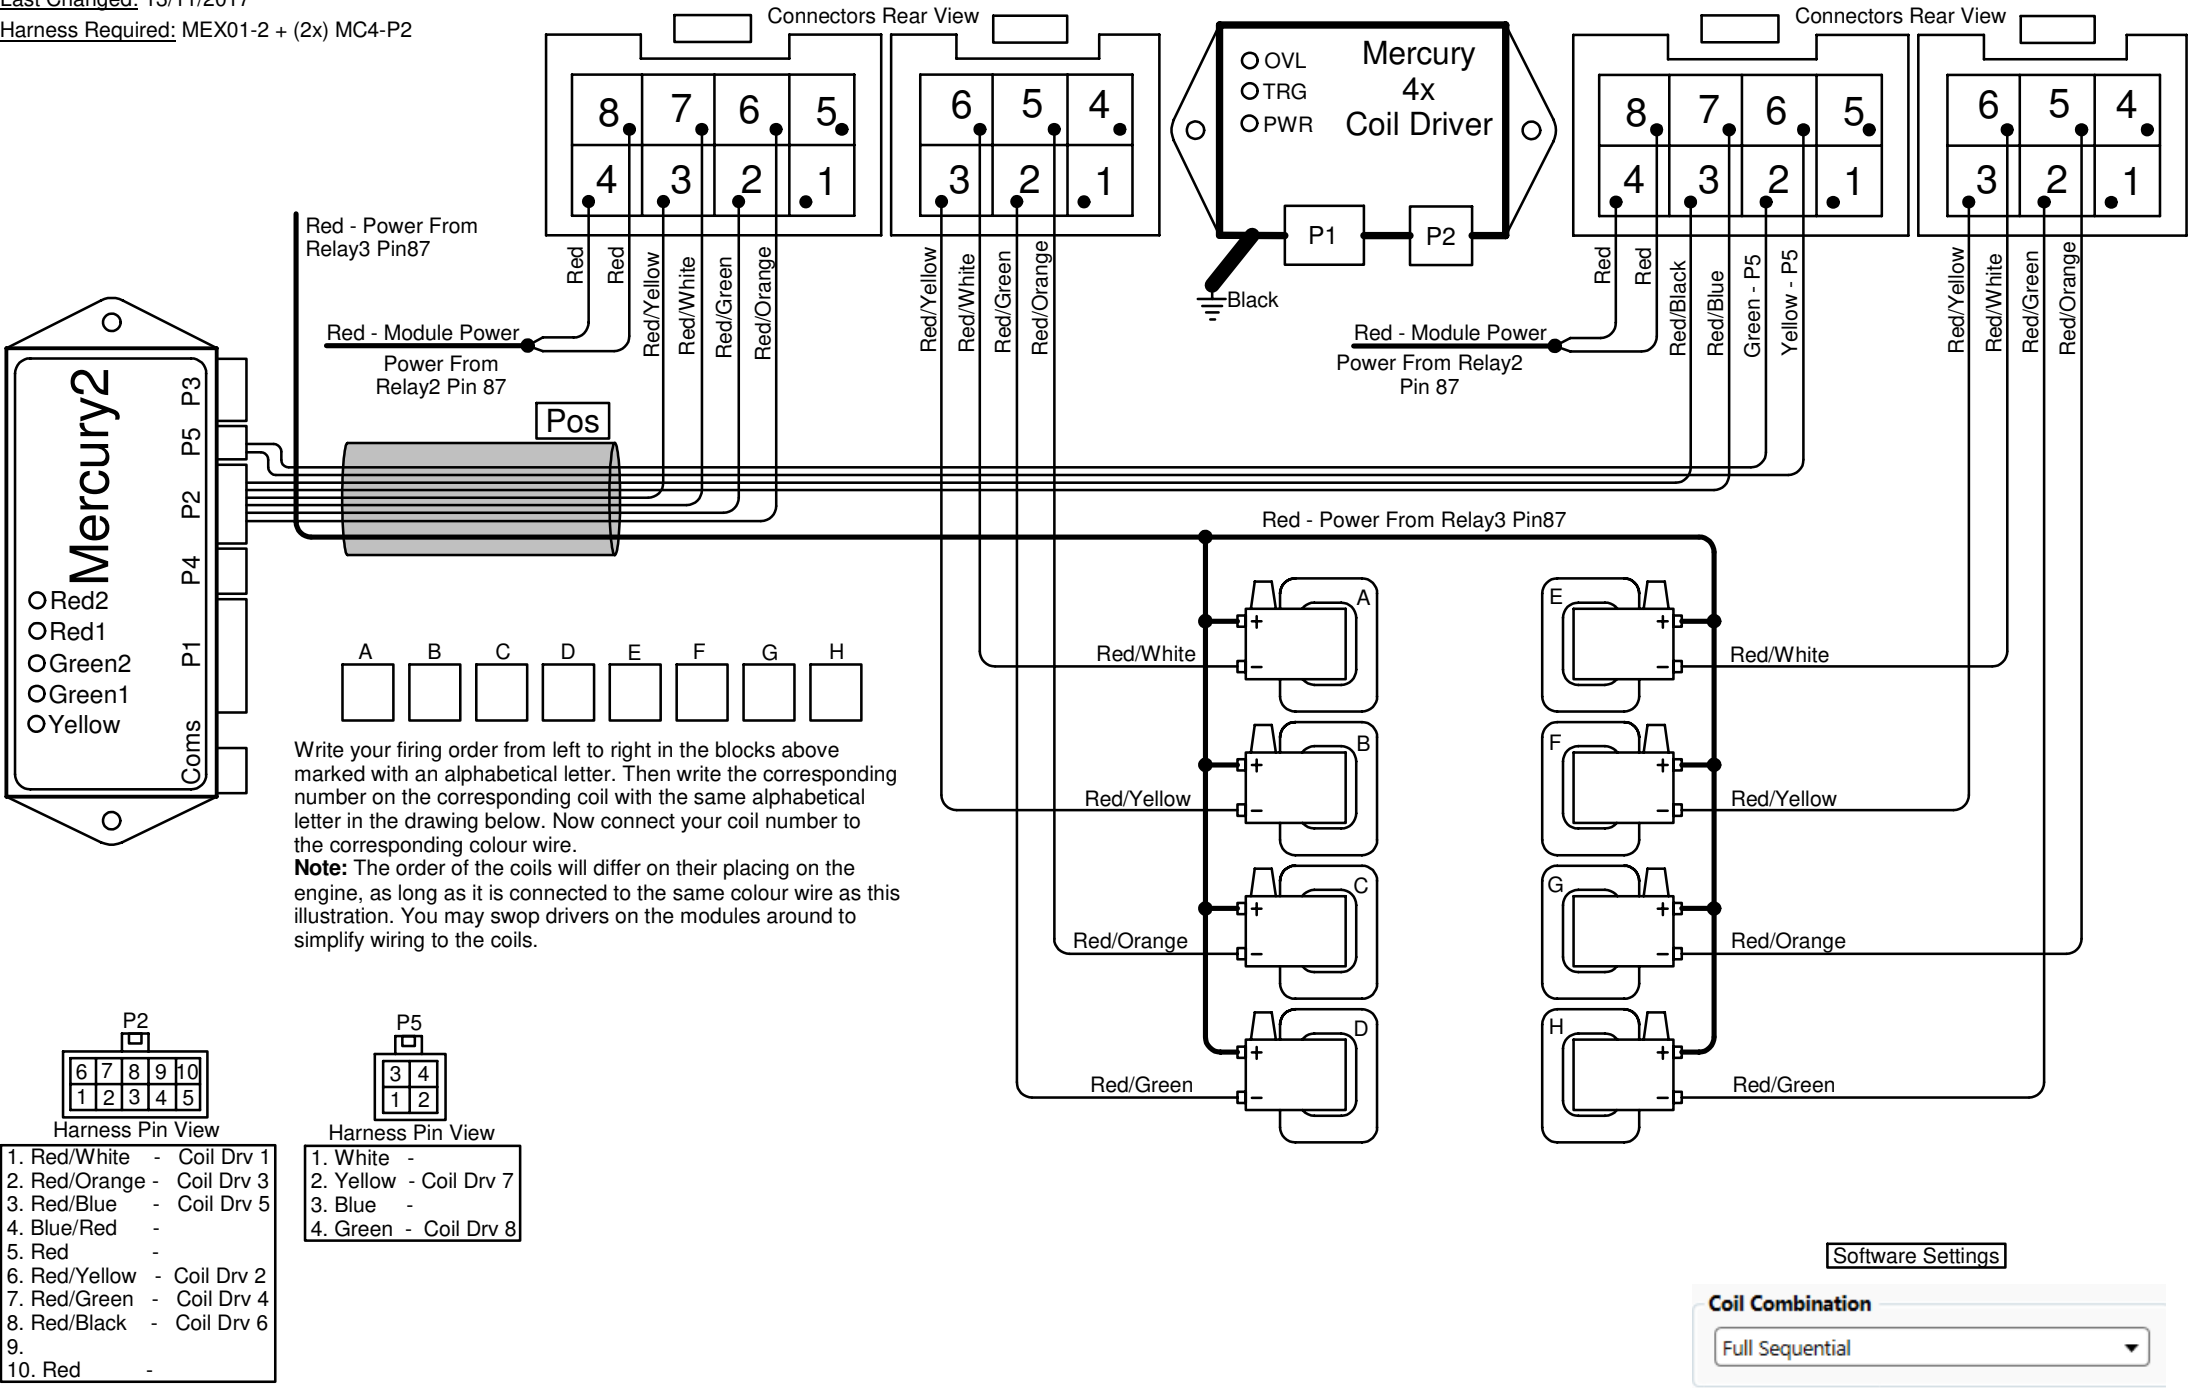 Last Changed: 13/11/2017
Harness Required: MEX01-2 + (2x) MC4-P2
Connectors Rear View
Connectors Rear View
8 7 6 5
4 3 2 1
6 5 4
3 2 1
OVL
TRG
PWR
Mercury
4x
Coil Driver
P1
P2
Black
8 7 6 5
4 3 2 1
6 5 4
3 2 1
Red - Power From
Relay3 Pin87
Red
Red
Red/Yellow
Red/White
Red/Green
Red/Orange
Red/Yellow
Red/White
Red/Green
Red/Orange
Red
Red
Red/Black
Red/Blue
Green - P5
Yellow - P5
Red/Yellow
Red/White
Red/Green
Red/Orange
Red - Module Power
Power From
Relay2 Pin 87
Red - Module Power
Power From Relay2
Pin 87
Pos
Mercury2
P3
P5
P2
P4
P1
Coms
Red2
Red1
Green2
Green1
Yellow
Red - Power From Relay3 Pin87
A B C D E F G H
Write your firing order from left to right in the blocks above
marked with an alphabetical letter. Then write the corresponding
number on the corresponding coil with the same alphabetical
letter in the drawing below. Now connect your coil number to
the corresponding colour wire.
Note: The order of the coils will differ on their placing on the
engine, as long as it is connected to the same colour wire as this
illustration. You may swop drivers on the modules around to
simplify wiring to the coils.
A
+
−
Red/White
B
+
−
Red/Yellow
C
+
−
Red/Orange
D
+
−
Red/Green
E
+
−
Red/White
F
+
−
Red/Yellow
G
+
−
Red/Orange
H
+
−
Red/Green
P2
6 7 8 9 10
1 2 3 4 5
Harness Pin View
1. Red/White - Coil Drv 1
2. Red/Orange - Coil Drv 3
3. Red/Blue - Coil Drv 5
4. Blue/Red -
5. Red -
6. Red/Yellow - Coil Drv 2
7. Red/Green - Coil Drv 4
8. Red/Black - Coil Drv 6
9.
10. Red -
P5
3 4
1 2
Harness Pin View
1. White -
2. Yellow - Coil Drv 7
3. Blue -
4. Green - Coil Drv 8
Software Settings
Coil Combination
Full Sequential